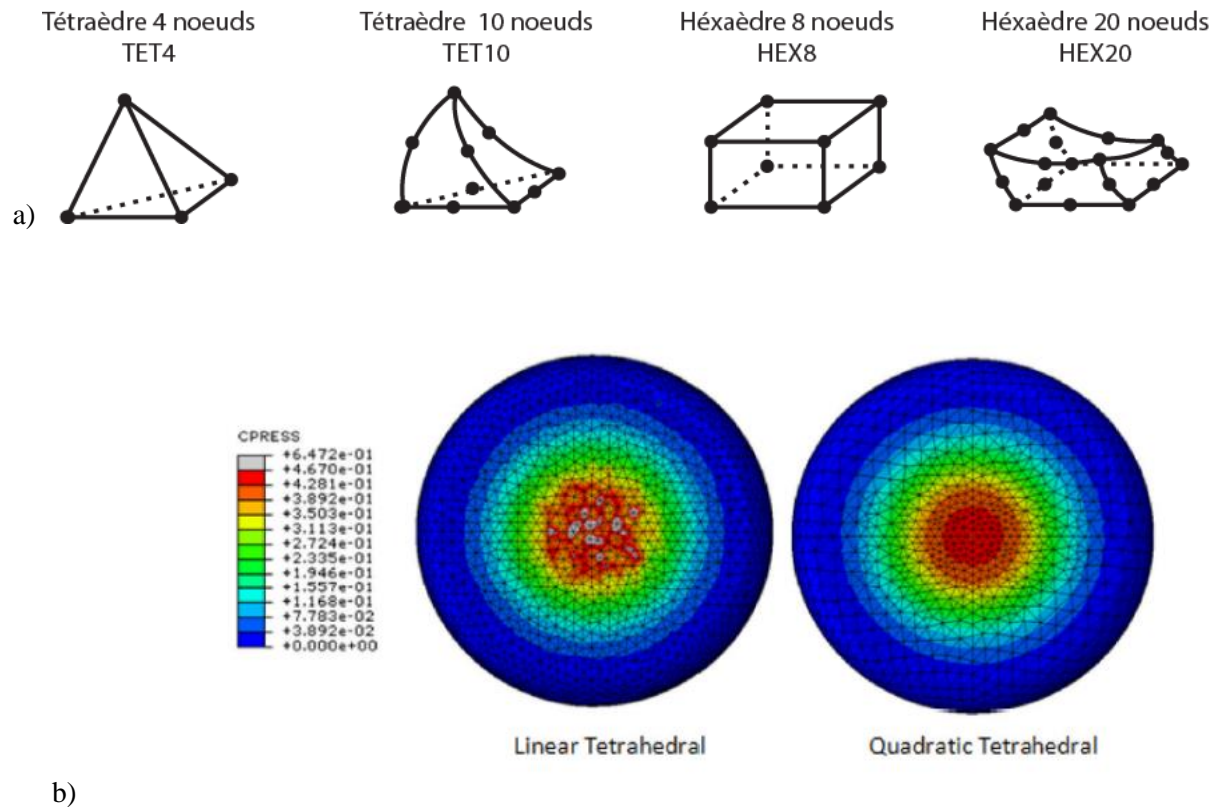 Tétraèdre 4 noeuds
TET4
Tétraèdre 10 noeuds
TET10
Héxaèdre 8 noeuds
HEX8
Héxaèdre 20 noeuds
HEX20
a)
CPRESS
+6.472e-01
+4.670e-01
+4.281e-01
+3.892e-01
+3.503e-01
+3.113e-01
+2.724e-01
+2.335e-01
+1.946e-01
+1.557e-01
+1.168e-01
+7.783e-02
+3.892e-02
+0.000e+00
Linear Tetrahedral
Quadratic Tetrahedral
b)